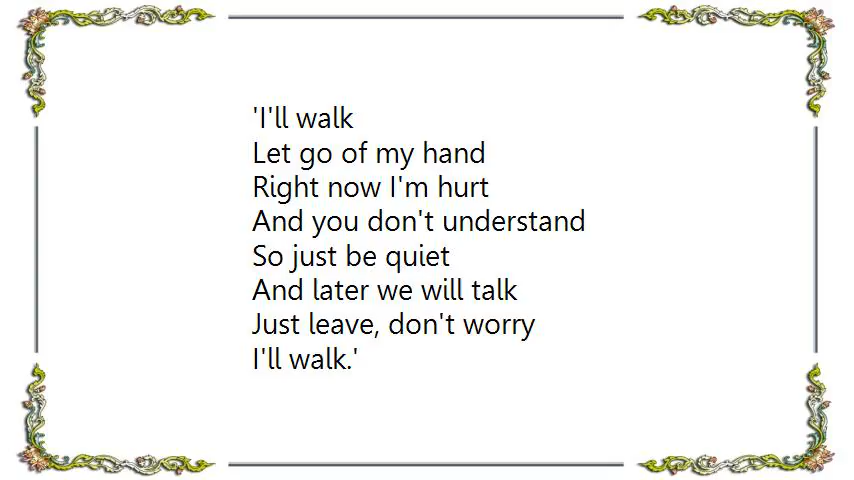 'I'll walk
Let go of my hand
Right now I'm hurt
And you don't understand
So just be quiet
And later we will talk
Just leave, don't worry
I'll walk.'